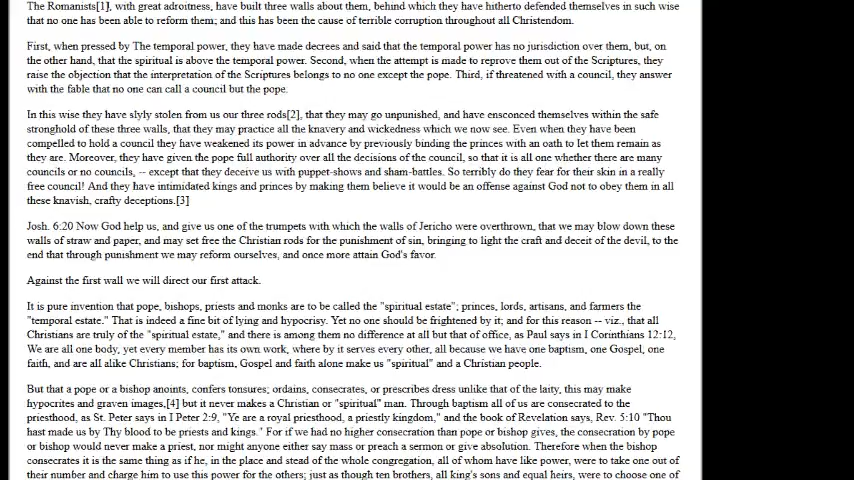 The Romanists[1], with great adroitness, have built three walls about them, behind which they have hitherto defended themselves in such wise
that no one has been able to reform them; and this has been the cause of terrible corruption throughout all Christendom.
First, when pressed by The temporal power, they have made decrees and said that the temporal power has no jurisdiction over them, but, on
the other hand, that the spiritual is above the temporal power. Second, when the attempt is made to reprove them out of the Scriptures, they
raise the objection that the interpretation of the Scriptures belongs to no one except the pope. Third, if threatened with a council, they answer
with the fable that no one can call a council but the pope.
In this wise they have slyly stolen from us our three rods[2], that they may go unpunished, and have ensconced themselves within the safe
stronghold of these three walls, that they may practice all the knavery and wickedness which we now see. Even when they have been
compelled to hold a council they have weakened its power in advance by previously binding the princes with an oath to let them remain as
they are. Moreover, they have given the pope full authority over all the decisions of the council, so that it is all one whether there are many
councils or no councils, -- except that they deceive us with puppet-shows and sham-battles. So terribly do they fear for their skin in a really
free council! And they have intimidated kings and princes by making them believe it would be an offense against God not to obey them in all
these knavish, crafty deceptions.[3]
Josh. 6:20 Now God help us, and give us one of the trumpets with which the walls of Jericho were overthrown, that we may blow down these
walls of straw and paper, and may set free the Christian rods for the punishment of sin, bringing to light the craft and deceit of the devil, to the
end that through punishment we may reform ourselves, and once more attain God's favor.
Against the first wall we will direct our first attack.
It is pure invention that pope, bishops, priests and monks are to be called the "spiritual estate"; princes, lords, artisans, and farmers the
"temporal estate." That is indeed a fine bit of lying and hypocrisy. Yet no one should be frightened by it; and for this reason -- viz., that all
Christians are truly of the "spiritual estate," and there is among them no difference at all but that of office, as Paul says in I Corinthians 12:12,
We are all one body, yet every member has its own work, where by it serves every other, all because we have one baptism, one Gospel, one
faith, and are all alike Christians; for baptism, Gospel and faith alone make us "spiritual" and a Christian people.
But that a pope or a bishop anoints, confers tonsures; ordains, consecrates, or prescribes dress unlike that of the laity, this may make
hypocrites and graven images,[4] but it never makes a Christian or "spiritual" man. Through baptism all of us are consecrated to the
priesthood, as St. Peter says in I Peter 2:9, "Ye are a royal priesthood, a priestly kingdom," and the book of Revelation says, Rev. 5:10 "Thou
hast made us by Thy blood to be priests and kings." For if we had no higher consecration than pope or bishop gives, the consecration by pope
or bishop would never make a priest, nor might anyone either say mass or preach a sermon or give absolution. Therefore when the bishop
consecrates it is the same thing as if he, in the place and stead of the whole congregation, all of whom have like power, were to take one out of
their number and charge him to use this power for the others; just as though ten brothers, all king's sons and equal heirs, were to choose one of